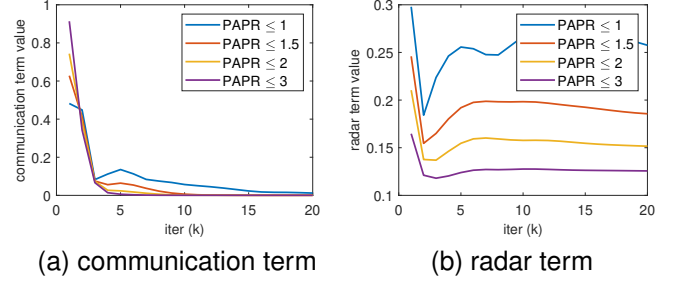 1
0.8
0.6
0.4
0.2
0
communication term value
0 5 10 15 20
iter (k)
PAPR ≤ 1
PAPR ≤ 1.5
PAPR ≤ 2
PAPR ≤ 3
(a) communication term
0.3
0.25
0.2
0.15
0.1
radar term value
0 5 10 15 20
iter (k)
PAPR ≤ 1
PAPR ≤ 1.5
PAPR ≤ 2
PAPR ≤ 3
(b) radar term